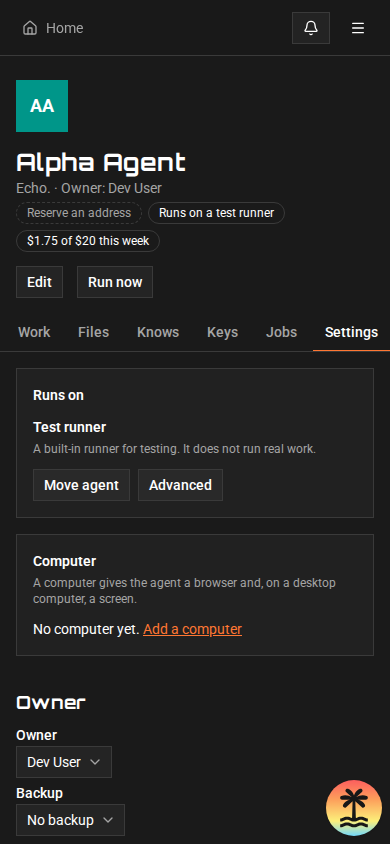 Home
AA
Alpha Agent
Echo. · Owner: Dev User
Reserve an address
Runs on a test runner
$1.75 of $20 this week
Edit
Run now
Work
Files
Knows
Keys
Jobs
Settings
Runs on
Test runner
A built-in runner for testing. It does not run real work.
Move agent
Advanced
Computer
A computer gives the agent a browser and, on a desktop
computer, a screen.
No computer yet. Add a computer
Owner
Owner
Dev User
Backup
No backup